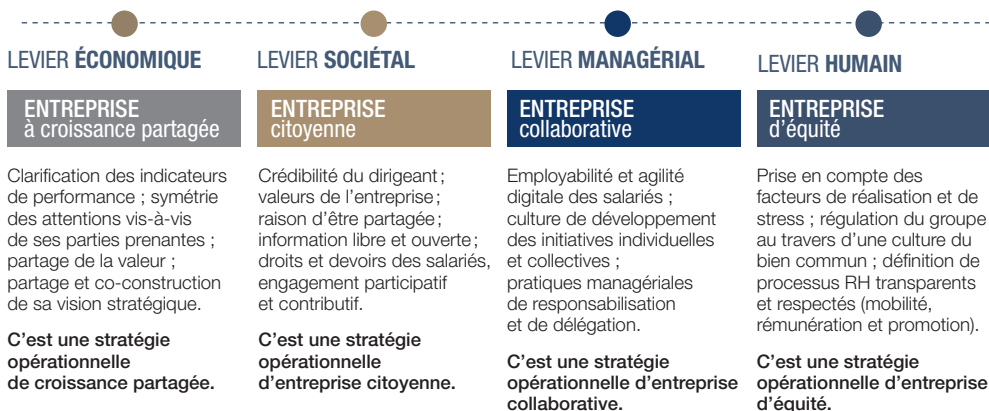 LEVIER ÉCONOMIQUE
ENTREPRISE
à croissance partagée
Clarification des indicateurs
de performance ; symétrie
des attentions vis-à-vis
de ses parties prenantes ;
partage de la valeur ;
partage et co-construction
de sa vision stratégique.
C'est une stratégie
opérationnelle
de croissance partagée.
LEVIER SOCIÉTAL
ENTREPRISE
citoyenne
Crédibilité du dirigeant ;
valeurs de l'entreprise ;
raison d'être partagée ;
information libre et ouverte ;
droits et devoirs des salariés,
engagement participatif
et contributif.
C'est une stratégie
opérationnelle
d'entreprise citoyenne.
LEVIER MANAGÉRIAL
ENTREPRISE
collaborative
Employabilité et agilité
digitale des salariés ;
culture de développement
des initiatives individuelles
et collectives ;
pratiques managériales
de responsabilisation
et de délégation.
C'est une stratégie
opérationnelle d'entreprise
collaborative.
LEVIER HUMAIN
ENTREPRISE
d'équité
Prise en compte des
facteurs de réalisation et de
stress ; régulation du groupe
au travers d'une culture du
bien commun ; définition de
processus RH transparents
et respectés (mobilité,
rémunération et promotion).
C'est une stratégie
opérationnelle d'entreprise
d'équité.